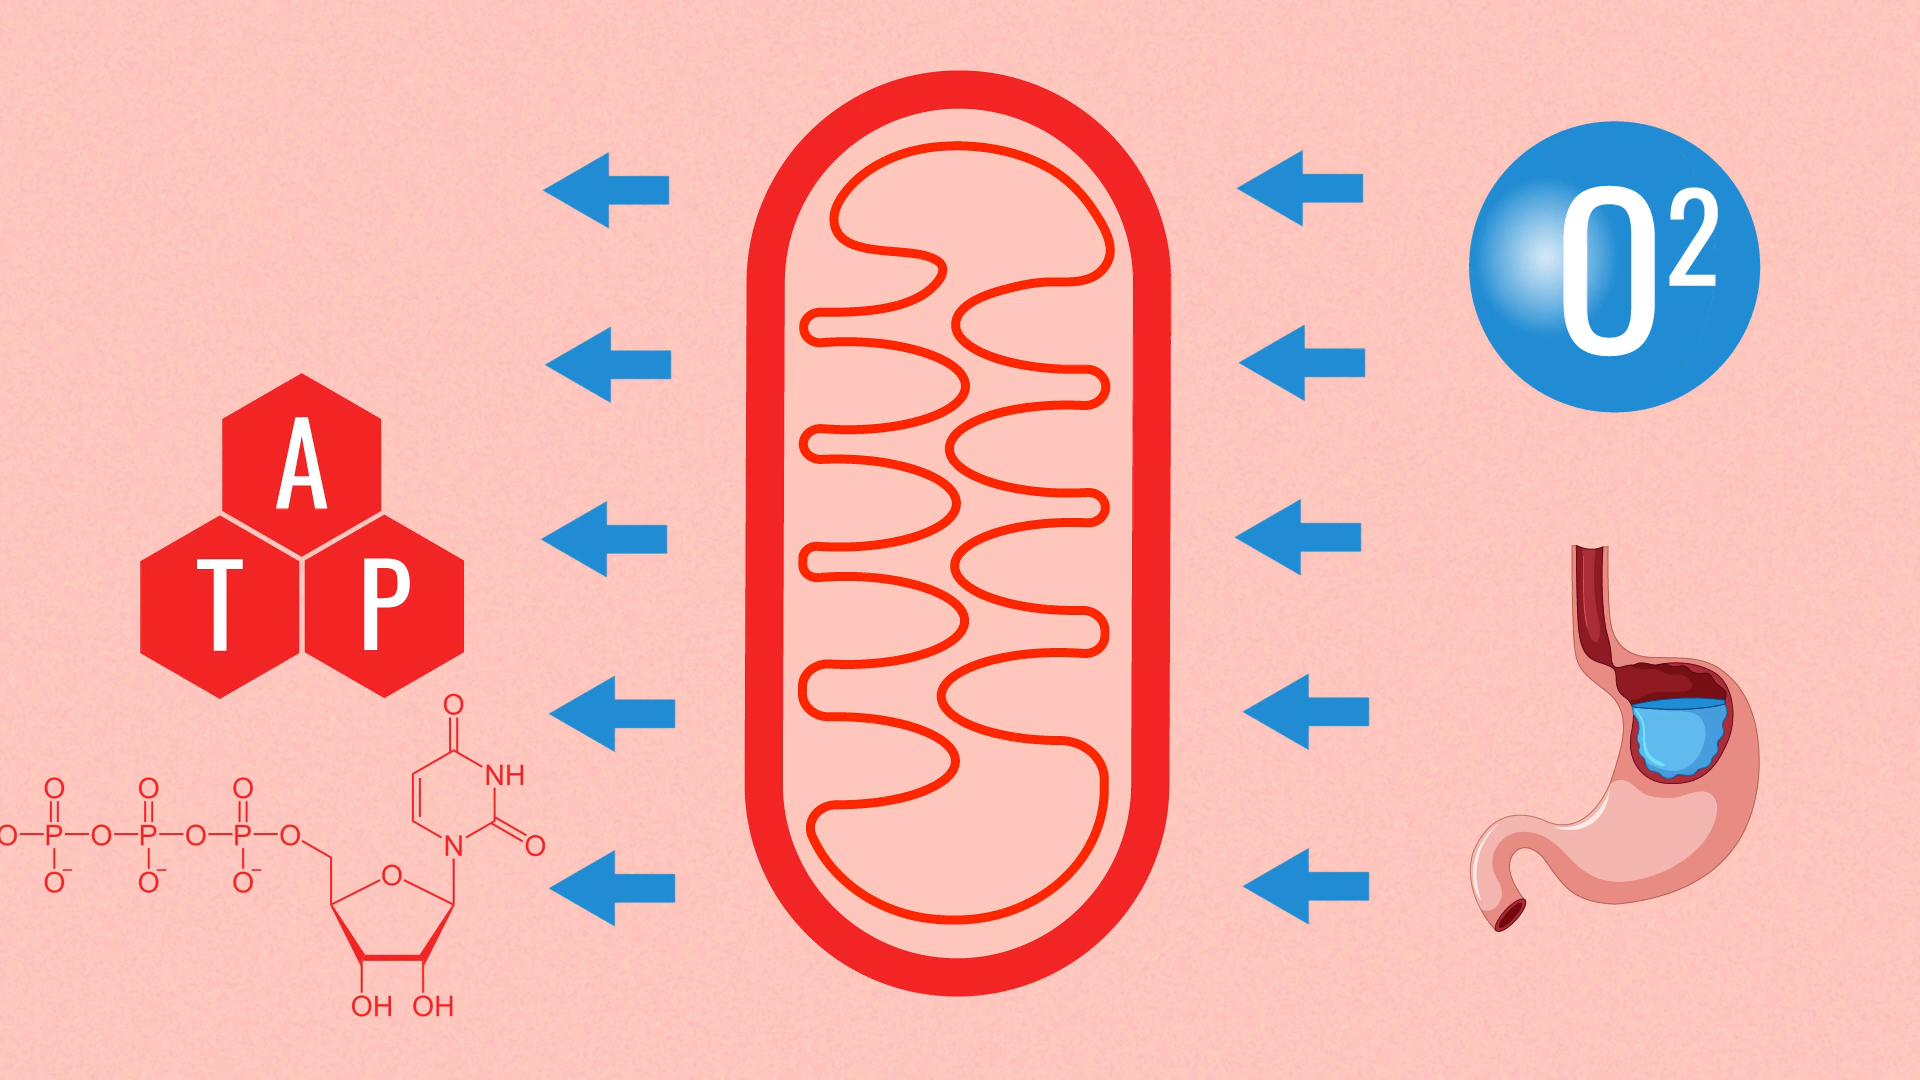 A
T P
O²
O
NH
O O O
O P O P O P O N O
O⁻ O⁻ O⁻ O
OH OH